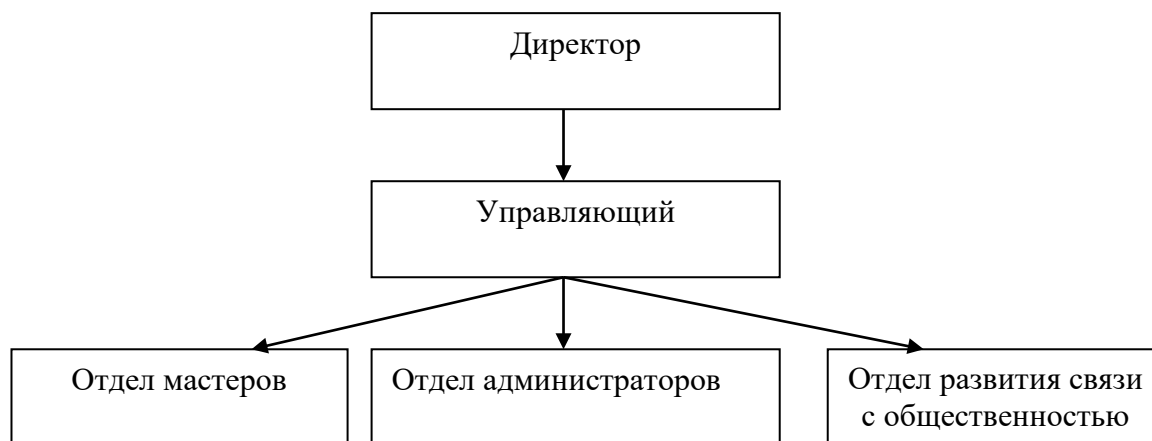 Директор
Управляющий
Отдел мастеров
Отдел администраторов
Отдел развития связи
с общественностью